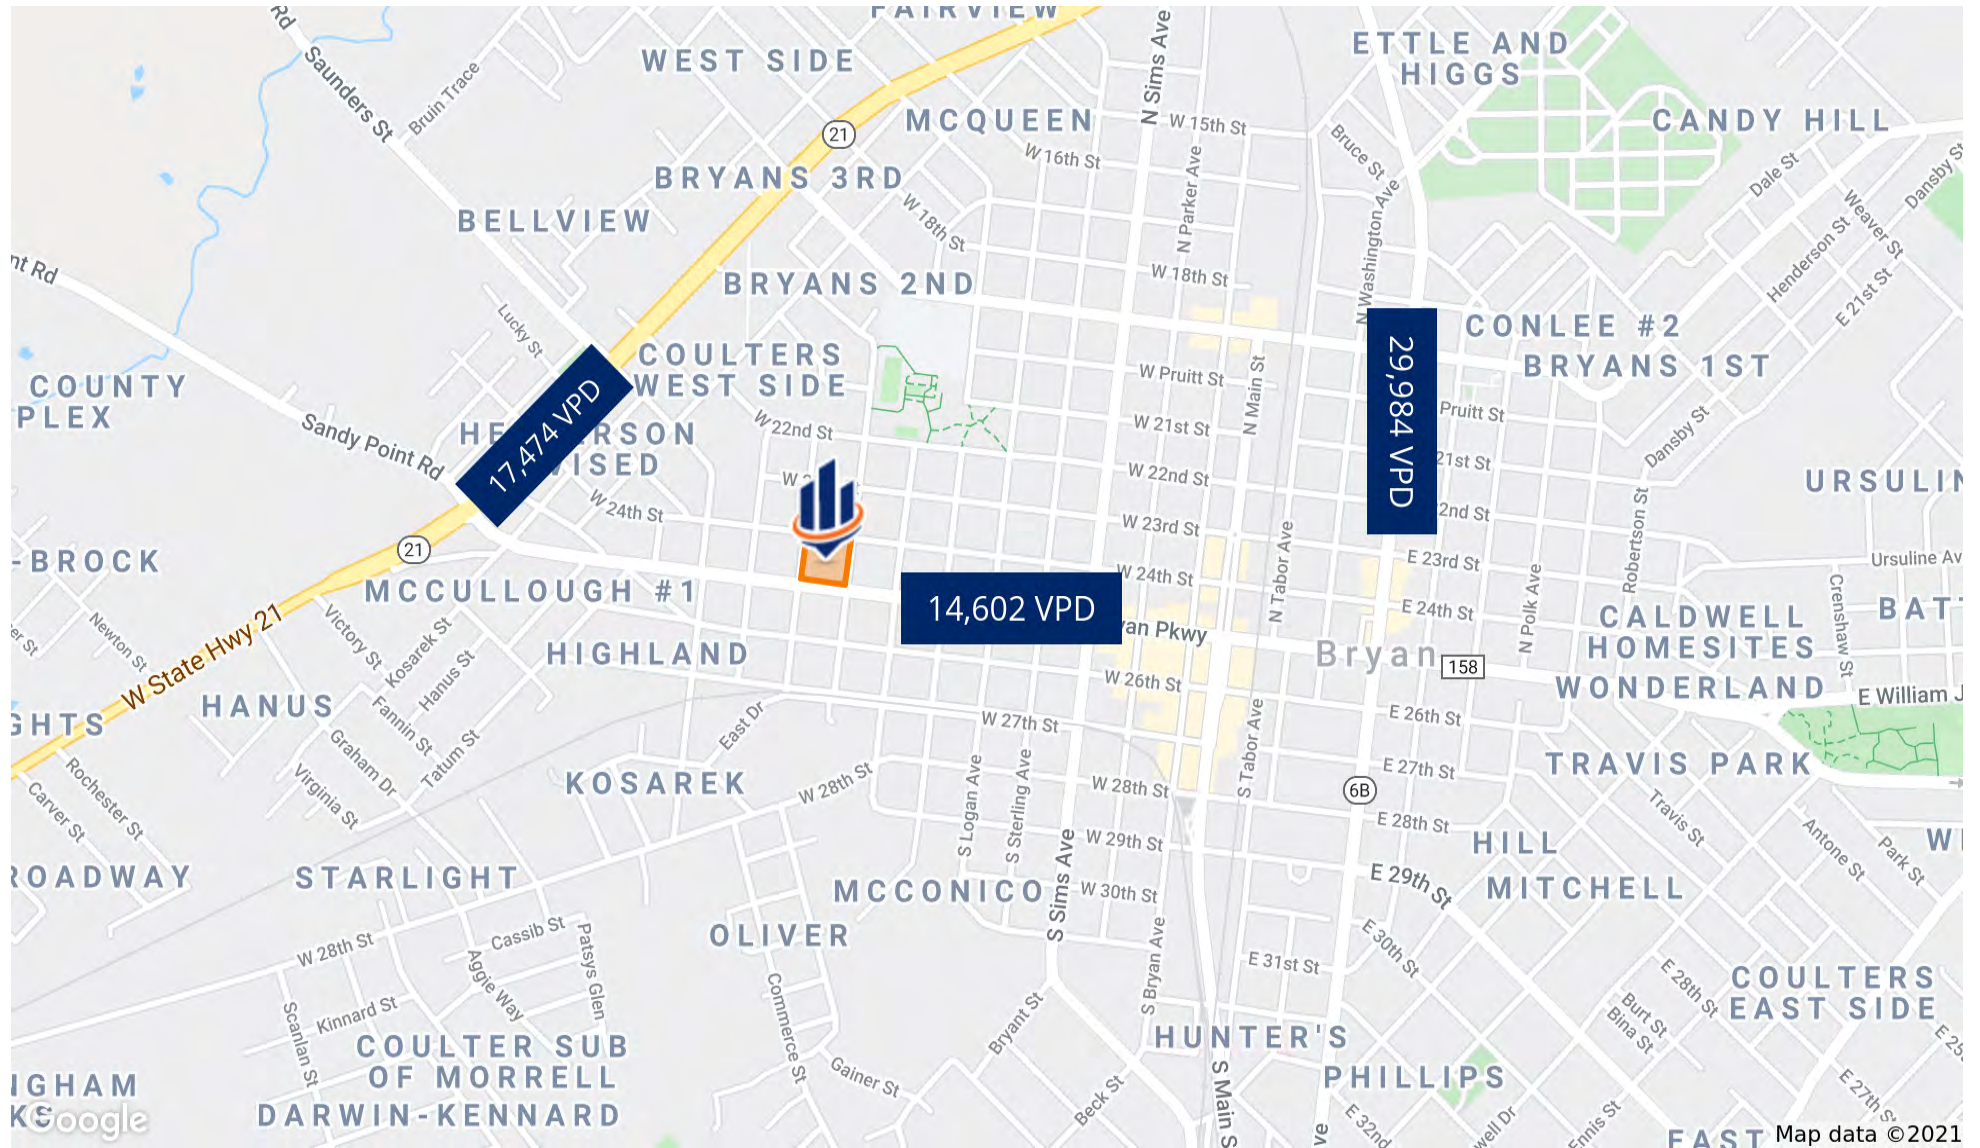 FAIRVIEW
Rd
Saunders St
Bruin Trace
WEST SIDE
N Sims Ave
ETTLE AND
HIGGS
MCQUEEN
W 15th St
CANDY HILL
21
W 16th St
Bruce St
Dale St
Dansby St
BRYANS 3RD
N Parker Ave
N Washington Ave
Weaver St
BELLVIEW
W 18th St
Henderson St
W 18th St
E 21st St
BRYANS 2ND
nt Rd
Lucky St
CONLEE #2
COULTERS
WEST SIDE
BRYANS 1ST
W Pruitt St
N Main St
29,984 VPD
Pruitt St
COUNTY
PLEX
17,474 VPD
Sandy Point Rd
W 22nd St
W 21st St
Dansby St
21st St
W 22nd St
URSULIN
W 24th St
W 23rd St
2nd St
Robertson St
N Tabor Ave
21
-BROCK
E 23rd St
Ursuline Av
MCCULLOUGH #1
W 24th St
E 24th St
N Polk Ave
Crenshaw St
14,602 VPD
CALDWELL
HOMESITES
BATT
er St
Newton St
Victory St
Kosarek St
Hanus St
van Pkwy
W State Hwy 21
HIGHLAND
Bryan
158
W 26th St
WONDERLAND
E William J
HANUS
Fannin St
GHTS
East Dr
W 27th St
E 26th St
S Tabor Ave
Graham Dr
Tatum St
TRAVIS PARK
Rochester St
Virginia St
KOSAREK
W 28th St
E 27th St
Carver St
S Logan Ave
S Sterling Ave
W 28th St
6B
Travis St
E 28th St
Antone St
Park St
W 29th St
HILL
MITCHELL
ROADWAY
STARLIGHT
MCCONICO
S Sims Ave
W 30th St
E 29th St
OLIVER
W 28th St
Cassib St
Patsys Glen
Aggie Way
S Bryan Ave
E 31st St
E 30th St
E 28th St
COULTERS
EAST SIDE
Scanlan St
Kinnard St
Commerce St
Bryant St
Burt St
Bina St
COULTER SUB
OF MORRELL
HUNTER'S
E 25
NGHAM
KS
Gainer St
Beck St
S Main S
PHILLIPS
E 27th St
Google
DARWIN-KENNARD
ve
E 32nd
well Dr
Ennis St
EAST
Map data ©2021